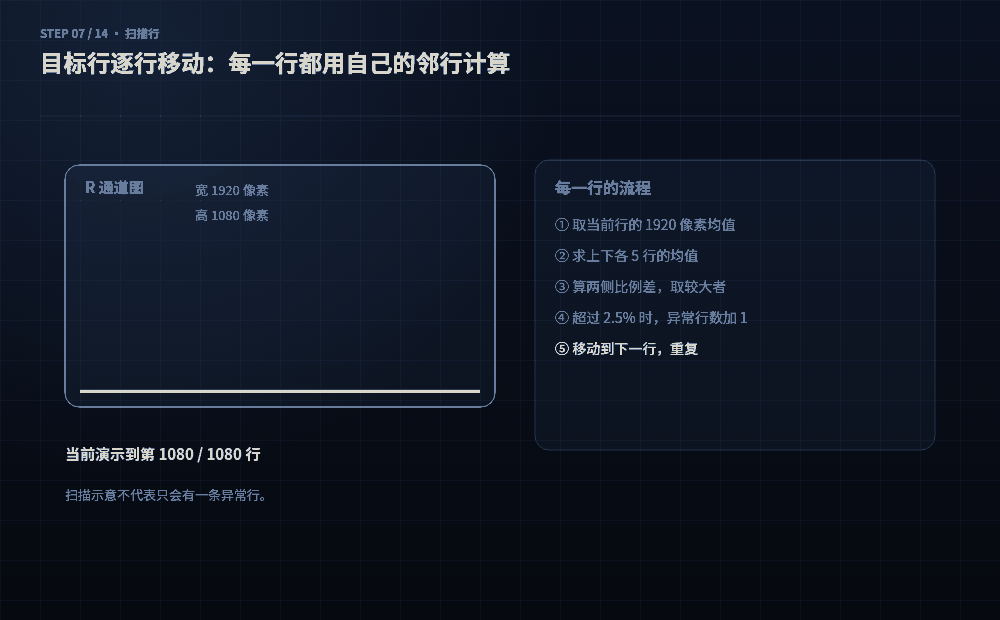 STEP 07 / 14 · 扫描行
目标行逐行移动：每一行都用自己的邻行计算
R 通道图
宽 1920 像素
高 1080 像素
当前演示到第 1080 / 1080 行
扫描示意不代表只会有一条异常行。
每一行的流程
① 取当前行的 1920 像素均值
② 求上下各 5 行的均值
③ 算两侧比例差，取较大者
④ 超过 2.5% 时，异常行数加 1
⑤ 移动到下一行，重复